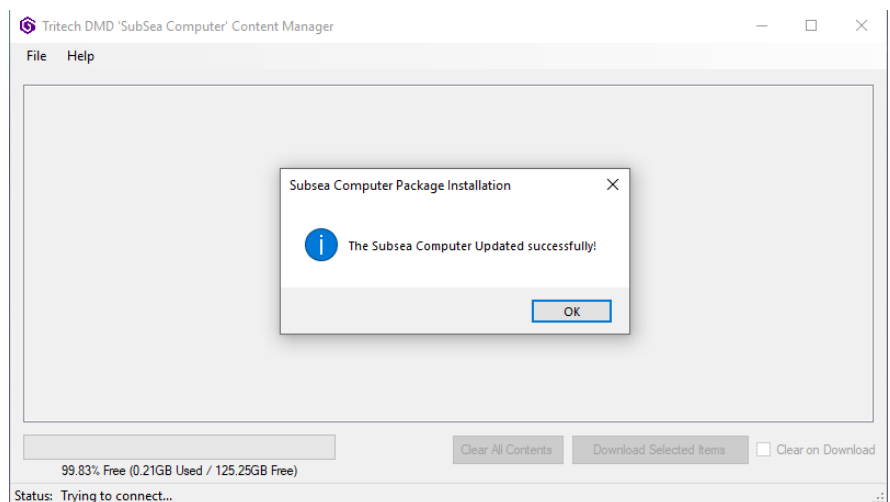 Tritech DMD 'SubSea Computer' Content Manager
File Help
Subsea Computer Package Installation
The Subsea Computer Updated successfully!
OK
Clear All Contents Download Selected Items Clear on Download
99.83% Free (0.21GB Used / 125.25GB Free)
Status: Trying to connect...